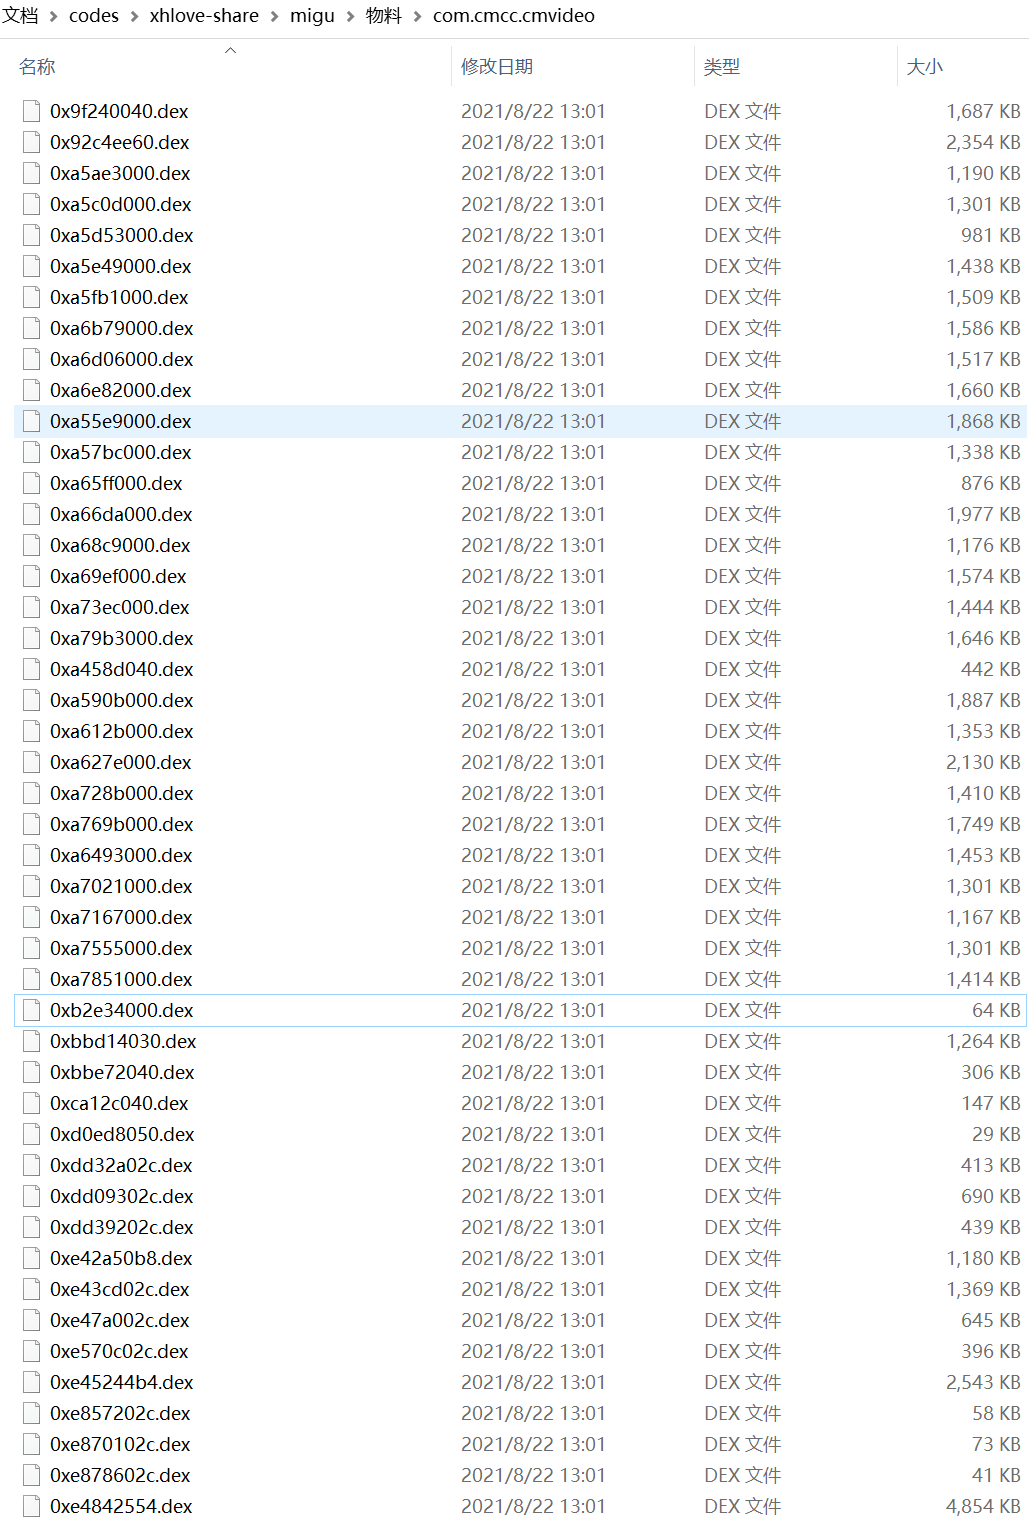 文档 > codes > xhlove-share > migu > 物料 > com.cmcc.cmvideo
名称 修改日期 类型 大小
0x9f240040.dex 2021/8/22 13:01 DEX 文件 1,687 KB
0x92c4ee60.dex 2021/8/22 13:01 DEX 文件 2,354 KB
0xa5ae3000.dex 2021/8/22 13:01 DEX 文件 1,190 KB
0xa5c0d000.dex 2021/8/22 13:01 DEX 文件 1,301 KB
0xa5d53000.dex 2021/8/22 13:01 DEX 文件 981 KB
0xa5e49000.dex 2021/8/22 13:01 DEX 文件 1,438 KB
0xa5fb1000.dex 2021/8/22 13:01 DEX 文件 1,509 KB
0xa6b79000.dex 2021/8/22 13:01 DEX 文件 1,586 KB
0xa6d06000.dex 2021/8/22 13:01 DEX 文件 1,517 KB
0xa6e82000.dex 2021/8/22 13:01 DEX 文件 1,660 KB
0xa55e9000.dex 2021/8/22 13:01 DEX 文件 1,868 KB
0xa57bc000.dex 2021/8/22 13:01 DEX 文件 1,338 KB
0xa65ff000.dex 2021/8/22 13:01 DEX 文件 876 KB
0xa66da000.dex 2021/8/22 13:01 DEX 文件 1,977 KB
0xa68c9000.dex 2021/8/22 13:01 DEX 文件 1,176 KB
0xa69ef000.dex 2021/8/22 13:01 DEX 文件 1,574 KB
0xa73ec000.dex 2021/8/22 13:01 DEX 文件 1,444 KB
0xa79b3000.dex 2021/8/22 13:01 DEX 文件 1,646 KB
0xa458d040.dex 2021/8/22 13:01 DEX 文件 442 KB
0xa590b000.dex 2021/8/22 13:01 DEX 文件 1,887 KB
0xa612b000.dex 2021/8/22 13:01 DEX 文件 1,353 KB
0xa627e000.dex 2021/8/22 13:01 DEX 文件 2,130 KB
0xa728b000.dex 2021/8/22 13:01 DEX 文件 1,410 KB
0xa769b000.dex 2021/8/22 13:01 DEX 文件 1,749 KB
0xa6493000.dex 2021/8/22 13:01 DEX 文件 1,453 KB
0xa7021000.dex 2021/8/22 13:01 DEX 文件 1,301 KB
0xa7167000.dex 2021/8/22 13:01 DEX 文件 1,167 KB
0xa7555000.dex 2021/8/22 13:01 DEX 文件 1,301 KB
0xa7851000.dex 2021/8/22 13:01 DEX 文件 1,414 KB
0xb2e34000.dex 2021/8/22 13:01 DEX 文件 64 KB
0xbbd14030.dex 2021/8/22 13:01 DEX 文件 1,264 KB
0xbbe72040.dex 2021/8/22 13:01 DEX 文件 306 KB
0xca12c040.dex 2021/8/22 13:01 DEX 文件 147 KB
0xd0ed8050.dex 2021/8/22 13:01 DEX 文件 29 KB
0xdd32a02c.dex 2021/8/22 13:01 DEX 文件 413 KB
0xdd09302c.dex 2021/8/22 13:01 DEX 文件 690 KB
0xdd39202c.dex 2021/8/22 13:01 DEX 文件 439 KB
0xe42a50b8.dex 2021/8/22 13:01 DEX 文件 1,180 KB
0xe43cd02c.dex 2021/8/22 13:01 DEX 文件 1,369 KB
0xe47a002c.dex 2021/8/22 13:01 DEX 文件 645 KB
0xe570c02c.dex 2021/8/22 13:01 DEX 文件 396 KB
0xe45244b4.dex 2021/8/22 13:01 DEX 文件 2,543 KB
0xe857202c.dex 2021/8/22 13:01 DEX 文件 58 KB
0xe870102c.dex 2021/8/22 13:01 DEX 文件 73 KB
0xe878602c.dex 2021/8/22 13:01 DEX 文件 41 KB
0xe4842554.dex 2021/8/22 13:01 DEX 文件 4,854 KB